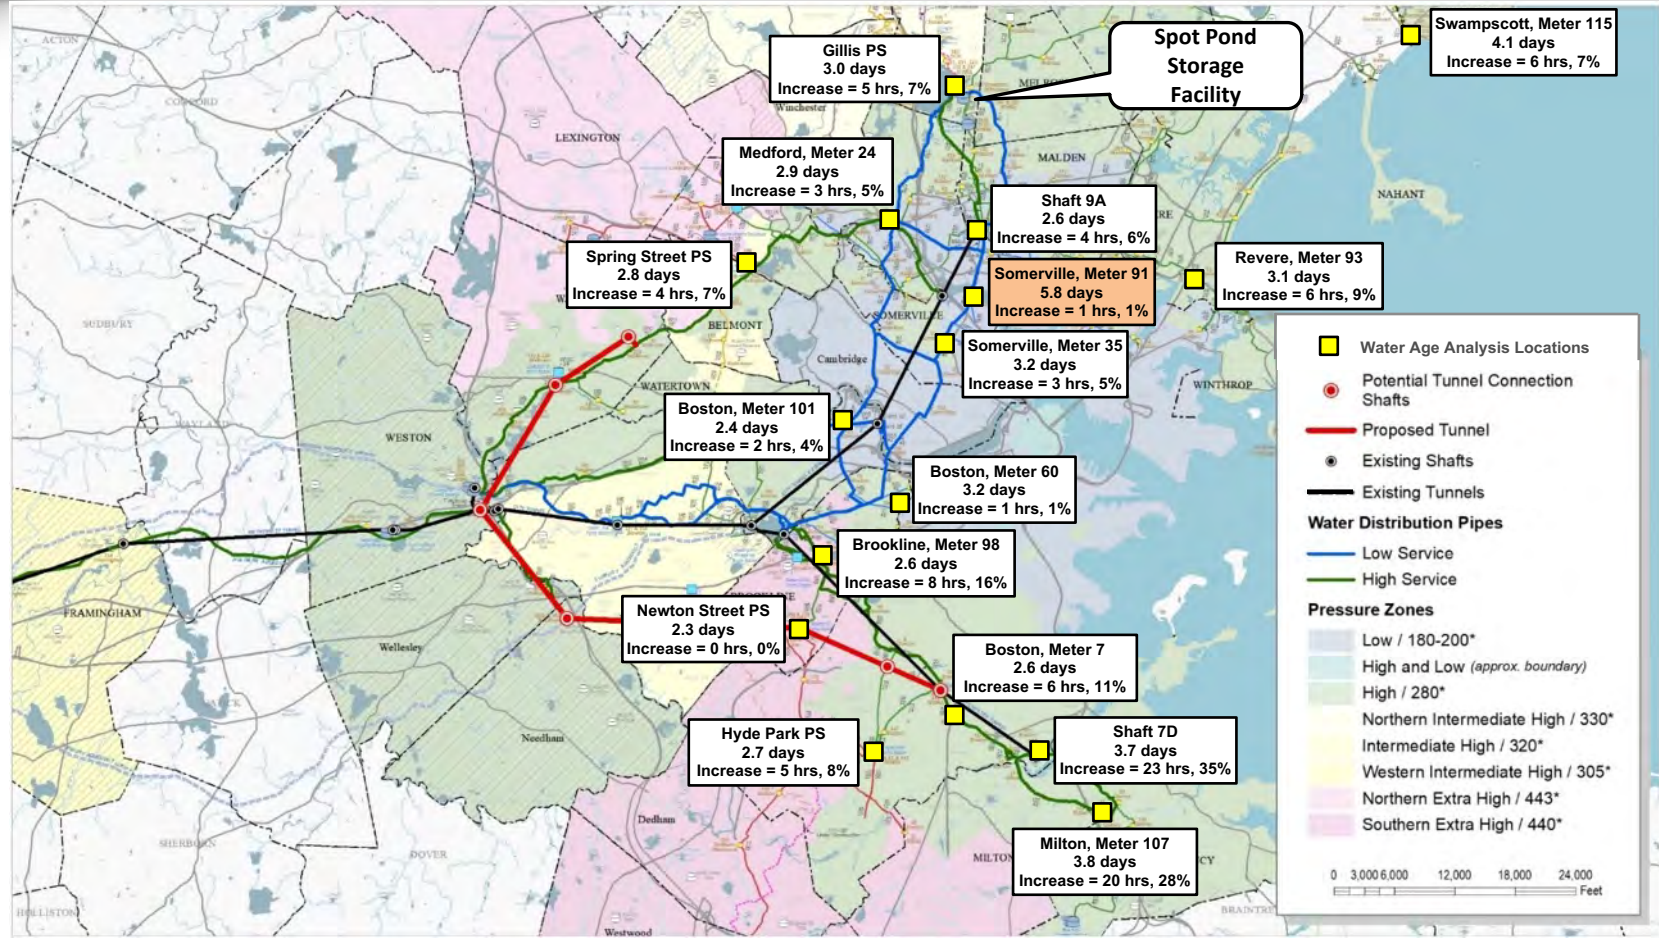 ACTON
CONCORD
LEXINGTON
Winchester
MALDEN
NAHANT
Gillis PS
3.0 days
Increase = 5 hrs, 7%
Spot Pond
Storage
Facility
Swampscott, Meter 115
4.1 days
Increase = 6 hrs, 7%
Medford, Meter 24
2.9 days
Increase = 3 hrs, 5%
Shaft 9A
2.6 days
Increase = 4 hrs, 6%
Spring Street PS
2.8 days
Increase = 4 hrs, 7%
Somerville, Meter 91
5.8 days
Increase = 1 hrs, 1%
Revere, Meter 93
3.1 days
Increase = 6 hrs, 9%
SUDBURY
BELMONT
SOMERVILLE
Cambridge
Somerville, Meter 35
3.2 days
Increase = 3 hrs, 5%
WATERTOWN
WINTHROP
WAYLAND
WESTON
Boston, Meter 101
2.4 days
Increase = 2 hrs, 4%
Boston, Meter 60
3.2 days
Increase = 1 hrs, 1%
Brookline, Meter 98
2.6 days
Increase = 8 hrs, 16%
FRAMINGHAM
Wellesley
Newton Street PS
2.3 days
Increase = 0 hrs, 0%
Boston, Meter 7
2.6 days
Increase = 6 hrs, 11%
Needham
Hyde Park PS
2.7 days
Increase = 5 hrs, 8%
Shaft 7D
3.7 days
Increase = 23 hrs, 35%
Dedham
SHERBORN
DOVER
MILTON
Milton, Meter 107
3.8 days
Increase = 20 hrs, 28%
HOLLISTON
Westwood
BRAINTRE
Water Age Analysis Locations
Potential Tunnel Connection
Shafts
Proposed Tunnel
Existing Shafts
Existing Tunnels
Water Distribution Pipes
Low Service
High Service
Pressure Zones
Low / 180-200*
High and Low (approx. boundary)
High / 280*
Northern Intermediate High / 330*
Intermediate High / 320*
Western Intermediate High / 305*
Northern Extra High / 443*
Southern Extra High / 440*
0 3,000 6,000 12,000 18,000 24,000
Feet